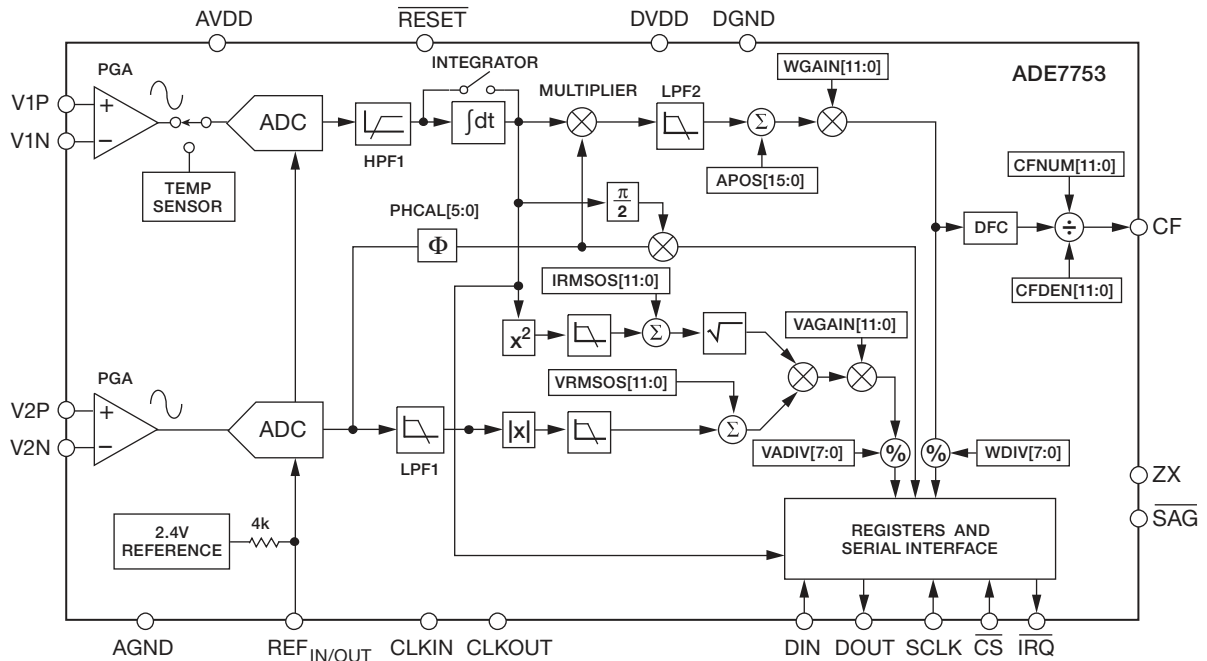 AVDD
RESET
DVDD
DGND
INTEGRATOR
WGAIN[11:0]
ADE7753
PGA
MULTIPLIER
LPF2
V1P
+
ADC
∫dt
Σ
V1N
−
HPF1
CFNUM[11:0]
TEMP
SENSOR
APOS[15:0]
PHCAL[5:0]
π
2
DFC
÷
CF
Φ
IRMSOS[11:0]
CFDEN[11:0]
x2
Σ
√
VAGAIN[11:0]
PGA
VRMSOS[11:0]
V2P
+
ADC
|x|
Σ
V2N
−
LPF1
VADIV[7:0]
%
%
WDIV[7:0]
ZX
2.4V
REFERENCE
4k
REGISTERS AND
SERIAL INTERFACE
SAG
AGND
REFIN/OUT
CLKIN
CLKOUT
DIN
DOUT
SCLK
CS
IRQ